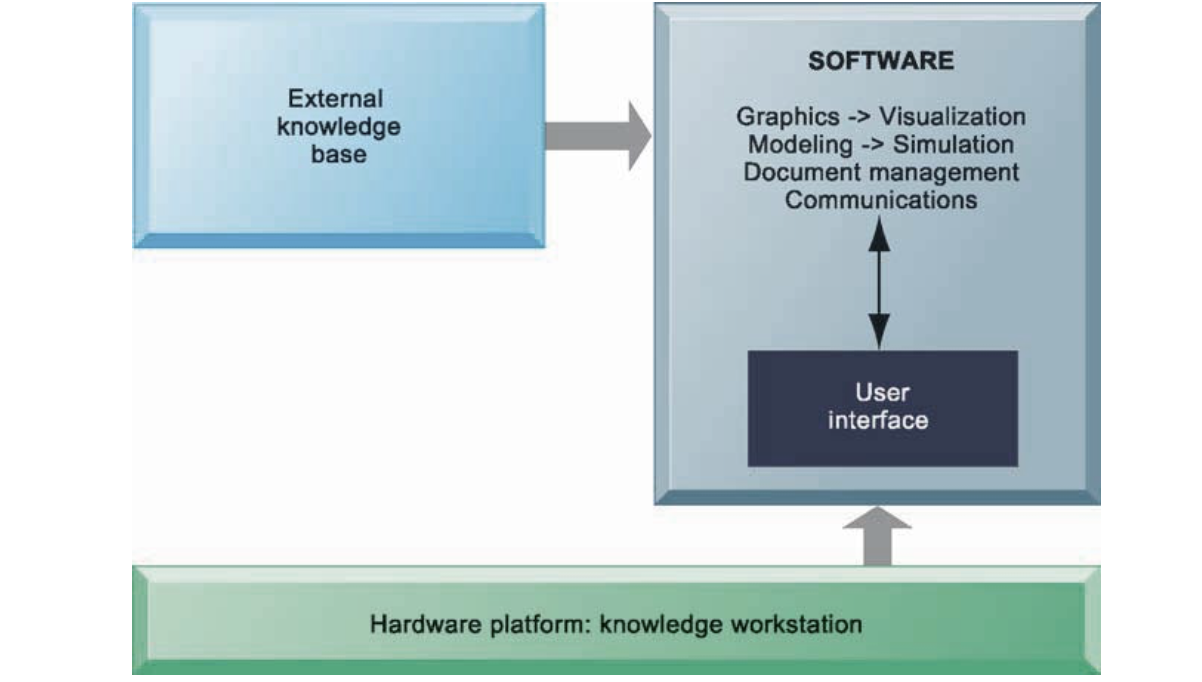 External
knowledge
base
SOFTWARE
Graphics -> Visualization
Modeling -> Simulation
Document management
Communications
User
interface
Hardware platform: knowledge workstation